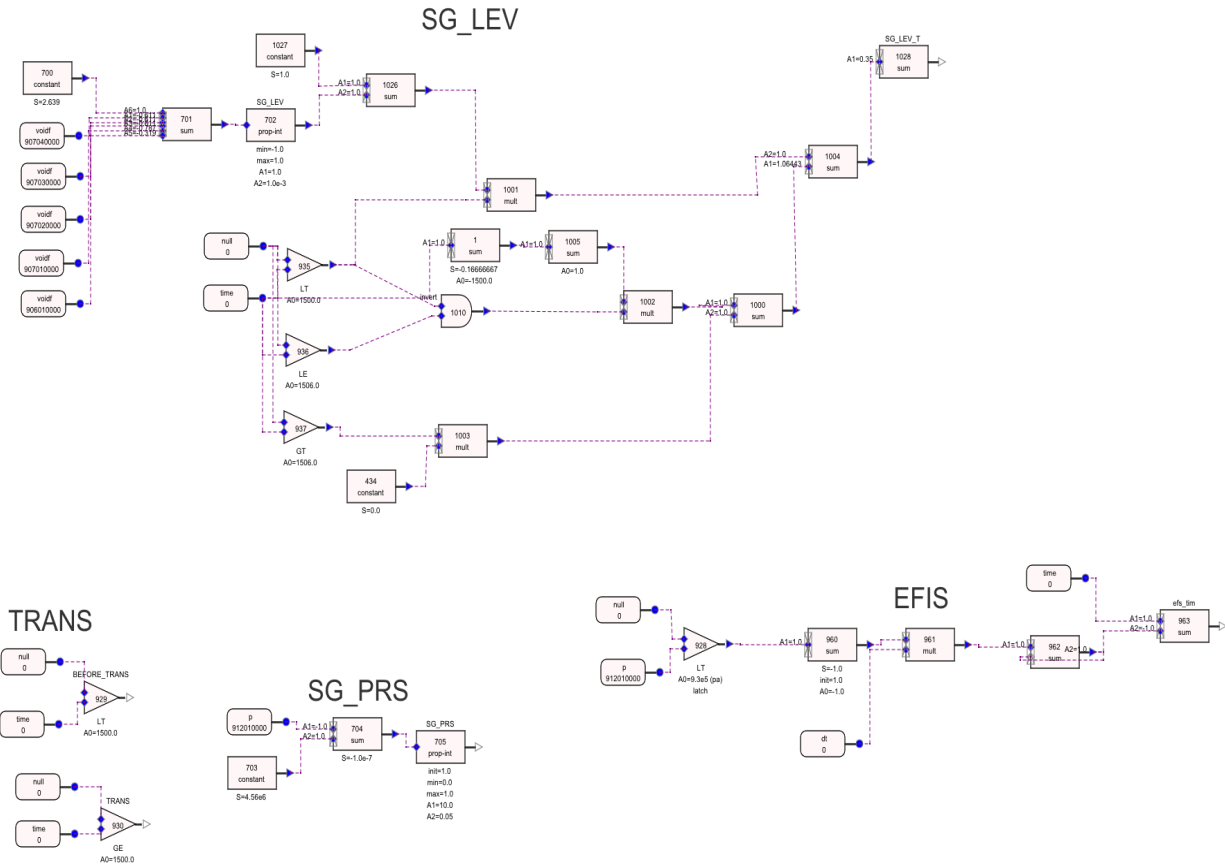 SG_LEV
700
constant
S=2.639
voidf
907040000
voidf
907030000
voidf
907020000
voidf
907010000
voidf
906010000
A6=1.0
701
sum
SG_LEV
702
prop-int
min=-1.0
max=1.0
A1=1.0
A2=1.0e-3
1027
constant
S=1.0
A1=1.0
A2=1.0
1026
sum
SG_LEV_T
A1=0.35
1028
sum
A2=1.0
A1=1.06443
1004
sum
1001
mult
null
0
time
0
935
LT
A0=1500.0
936
LE
A0=1506.0
937
GT
A0=1506.0
A1=1.0
1
sum
S=-0.16666667
A0=-1500.0
A1=1.0
1005
sum
A0=1.0
invert
1010
1002
mult
A1=1.0
A2=1.0
1000
sum
1003
mult
434
constant
S=0.0
TRANS
null
0
BEFORE_TRANS
929
time
0
LT
A0=1500.0
null
0
TRANS
930
time
0
GE
A0=1500.0
SG_PRS
p
912010000
A1=-1.0
A2=1.0
704
sum
S=-1.0e-7
703
constant
S=4.56e6
SG_PRS
705
prop-int
init=1.0
min=0.0
max=1.0
A1=10.0
A2=0.05
EFIS
null
0
p
912010000
928
LT
A0=9.3e5 (pa)
latch
A1=1.0
960
sum
S=-1.0
init=1.0
A0=-1.0
961
mult
dt
0
A1=1.0
962
sum
A2=1.0
time
0
efs_tim
A1=1.0
A2=-1.0
963
sum